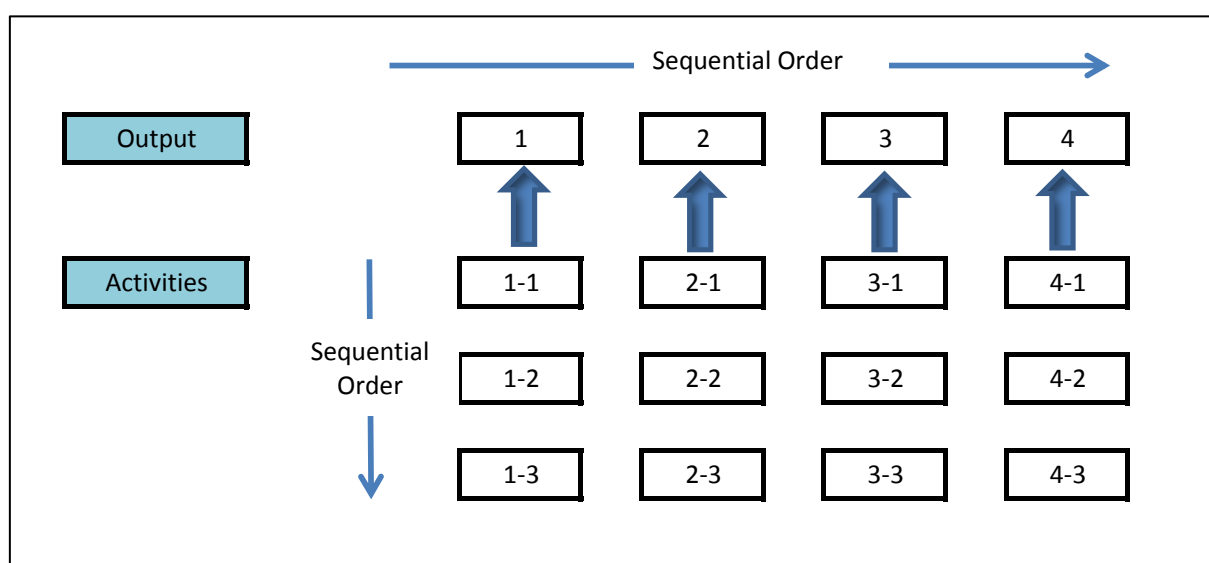 Sequential Order
Output 1 2 3 4
Activities 1-1 2-1 3-1 4-1
Sequential
Order
1-2 2-2 3-2 4-2
1-3 2-3 3-3 4-3